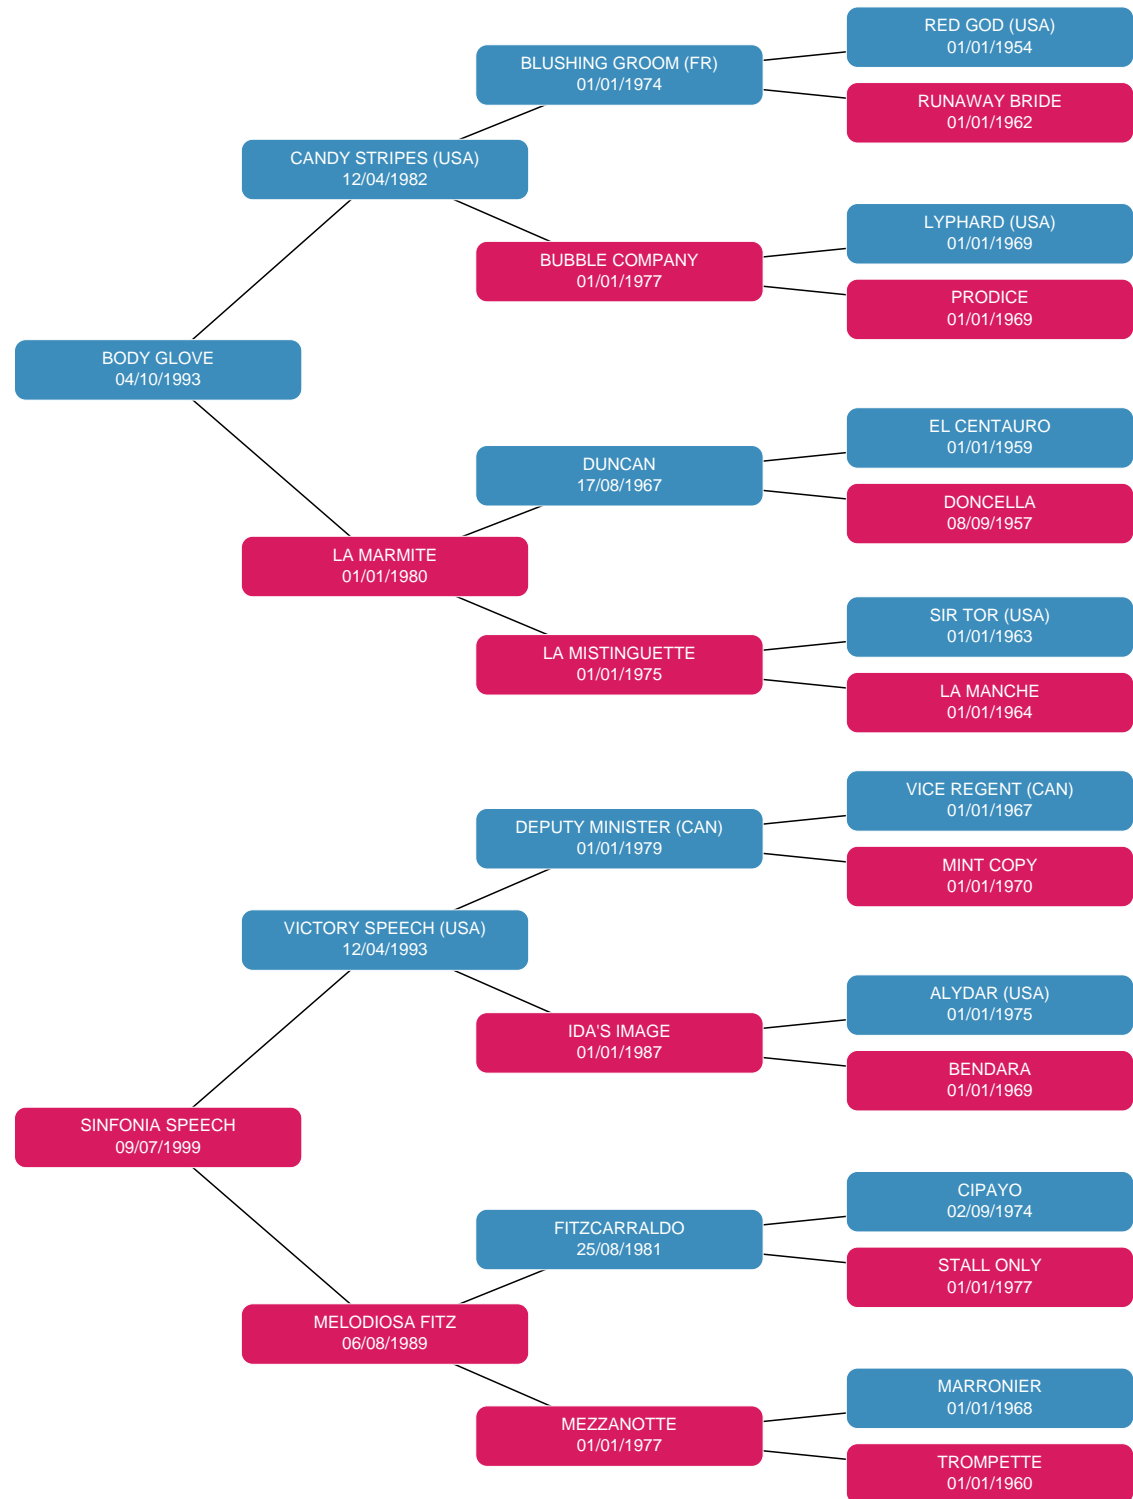 RED GOD (USA)
01/01/1954
BLUSHING GROOM (FR)
01/01/1974
RUNAWAY BRIDE
01/01/1962
CANDY STRIPES (USA)
12/04/1982
LYPHARD (USA)
01/01/1969
BUBBLE COMPANY
01/01/1977
PRODICE
01/01/1969
BODY GLOVE
04/10/1993
EL CENTAURO
01/01/1959
DUNCAN
17/08/1967
DONCELLA
08/09/1957
LA MARMITE
01/01/1980
SIR TOR (USA)
01/01/1963
LA MISTINGUETTE
01/01/1975
LA MANCHE
01/01/1964
VICE REGENT (CAN)
01/01/1967
DEPUTY MINISTER (CAN)
01/01/1979
MINT COPY
01/01/1970
VICTORY SPEECH (USA)
12/04/1993
ALYDAR (USA)
01/01/1975
IDA'S IMAGE
01/01/1987
BENDARA
01/01/1969
SINFONIA SPEECH
09/07/1999
CIPAYO
02/09/1974
FITZCARRALDO
25/08/1981
STALL ONLY
01/01/1977
MELODIOSA FITZ
06/08/1989
MARRONIER
01/01/1968
MEZZANOTTE
01/01/1977
TROMPETTE
01/01/1960